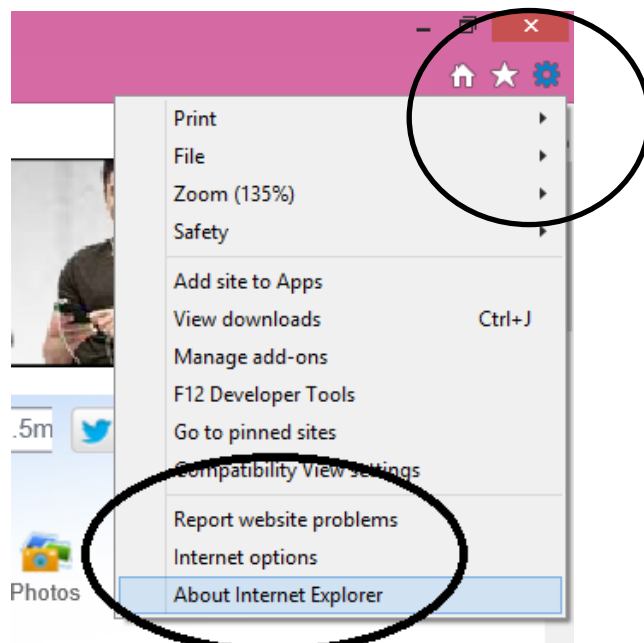 Print
File
Zoom (135%)
Safety
Add site to Apps
View downloads Ctrl+J
Manage add-ons
F12 Developer Tools
Go to pinned sites
.5m
Compatibility View settings
Report website problems
Internet options
Photos About Internet Explorer